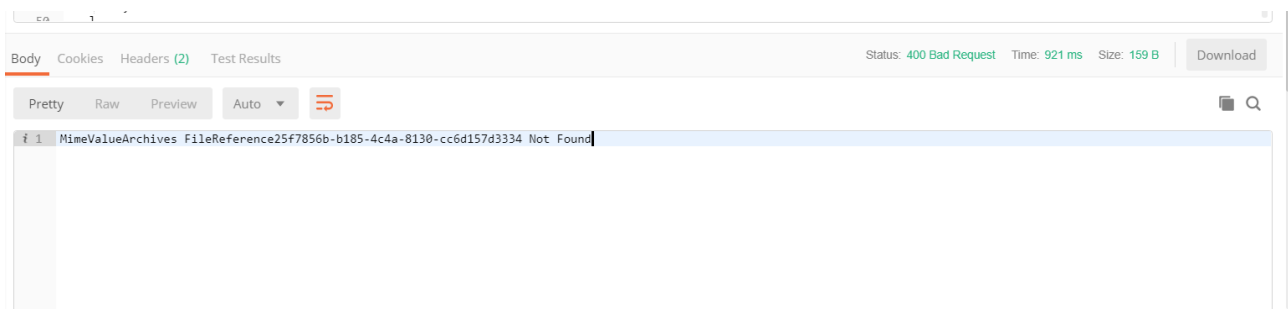 50 ]
Body Cookies Headers (2) Test Results Status: 400 Bad Request Time: 921 ms Size: 159 B Download
Pretty Raw Preview Auto
i 1 MimeValueArchives FileReference25f7856b-b185-4c4a-8130-cc6d157d3334 Not Found